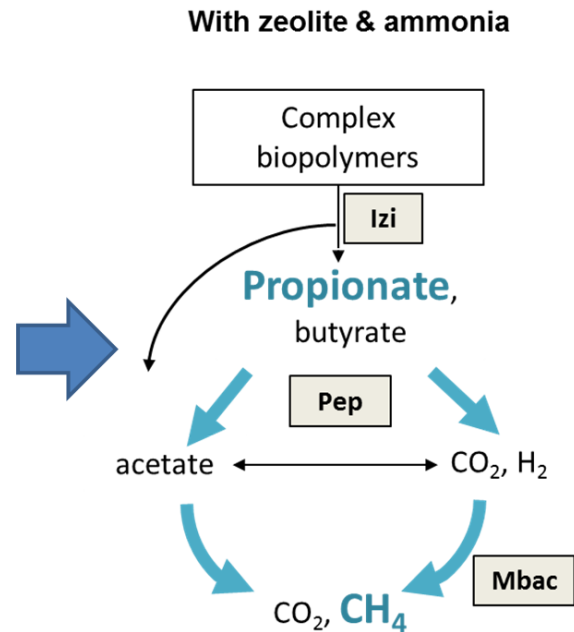 With zeolite & ammonia
Complex
biopolymers
Izi
Propionate,
butyrate
Pep
acetate
CO₂, H₂
Mbac
CO₂, CH₄